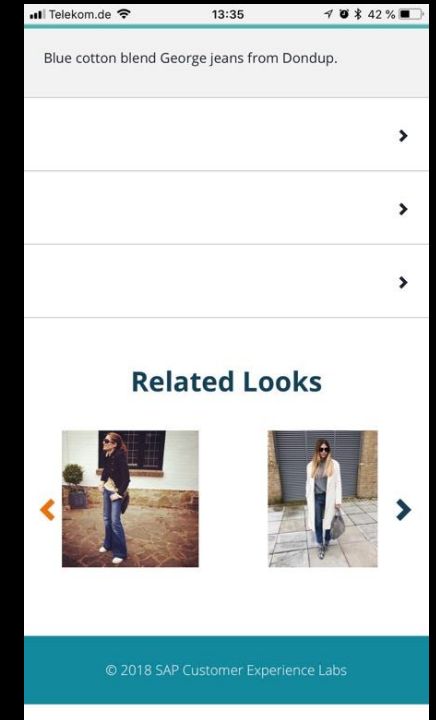 Telekom.de 13:35 42 %
Blue cotton blend George jeans from Dondup.
Related Looks
© 2018 SAP Customer Experience Labs